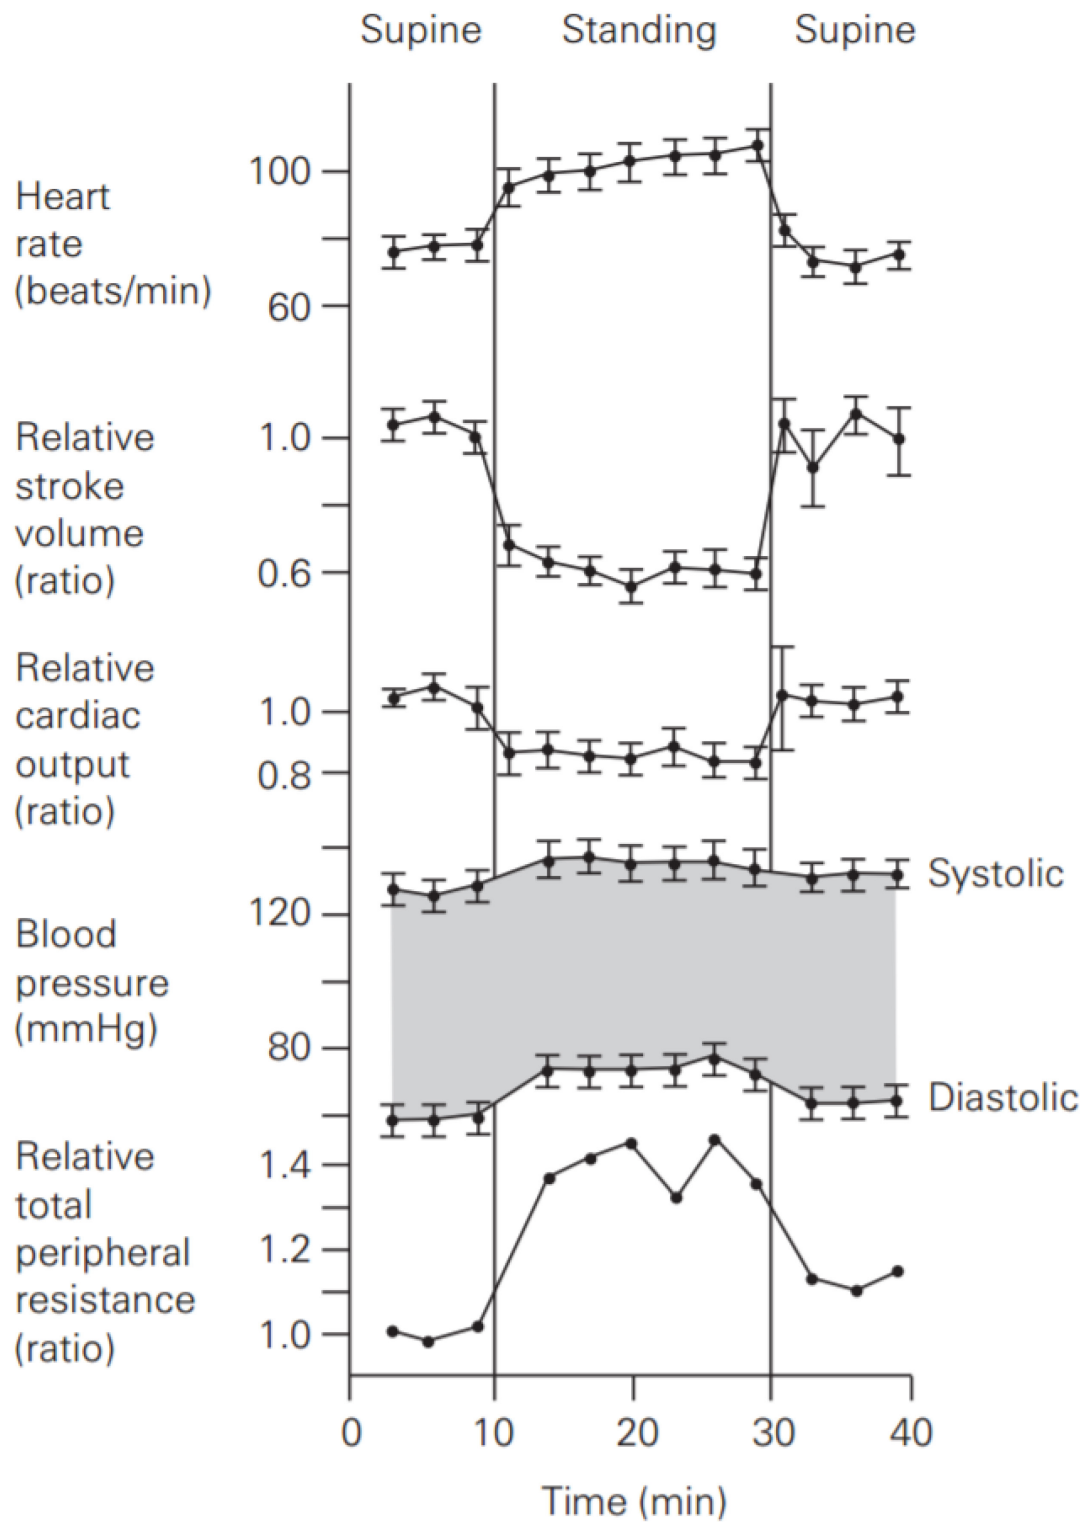 Supine Standing Supine
Heart
rate
(beats/min)
100
60
Relative
stroke
volume
(ratio)
1.0
0.6
Relative
cardiac
output
(ratio)
1.0
0.8
Blood
pressure
(mmHg)
120
80
Systolic
Diastolic
Relative
total
peripheral
resistance
(ratio)
1.4
1.2
1.0
0 10 20 30 40
Time (min)